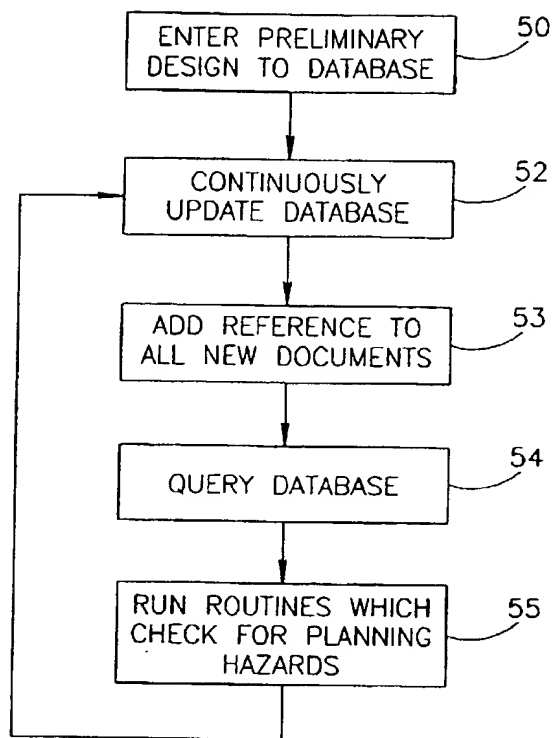 ENTER PRELIMINARY
DESIGN TO DATABASE
50
CONTINUOUSLY
UPDATE DATABASE
52
ADD REFERENCE TO
ALL NEW DOCUMENTS
53
QUERY DATABASE
54
RUN ROUTINES WHICH
CHECK FOR PLANNING
HAZARDS
55